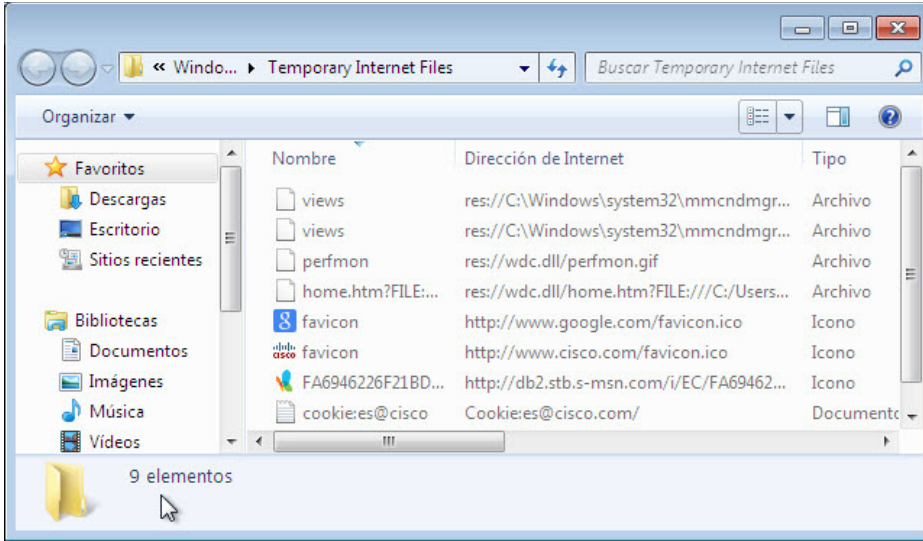 « Windo... ▸ Temporary Internet Files
Buscar Temporary Internet Files
Organizar
Nombre Dirección de Internet Tipo
Favoritos
Descargas
Escritorio
Sitios recientes
Bibliotecas
Documentos
Imágenes
Música
Vídeos
views res://C:\Windows\system32\mmcndmgr... Archivo
views res://C:\Windows\system32\mmcndmgr... Archivo
perfmon res://wdc.dll/perfmon.gif Archivo
home.htm?FILE:... res://wdc.dll/home.htm?FILE:///C:/Users... Archivo
favicon http://www.google.com/favicon.ico Icono
cisco favicon http://www.cisco.com/favicon.ico Icono
FA6946226F21BD... http://db2.stb.s-msn.com/i/EC/FA69462... Icono
cookie:es@cisco Cookie:es@cisco.com/ Documento
9 elementos